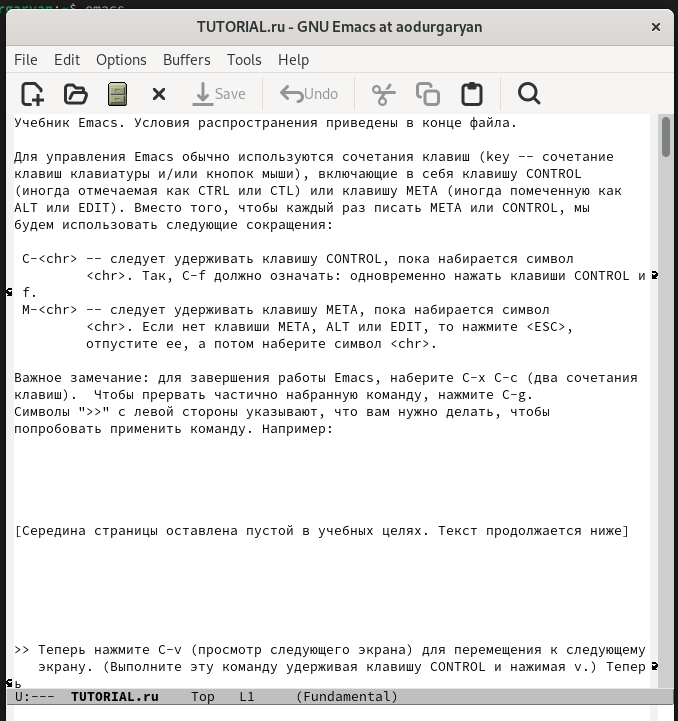 TUTORIAL.ru - GNU Emacs at aodurgaryan
File Edit Options Buffers Tools Help
Save Undo
Учебник Emacs. Условия распространения приведены в конце файла.
Для управления Emacs обычно используются сочетания клавиш (key -- сочетание
клавиш клавиатуры и/или кнопок мыши), включающие в себя клавишу CONTROL
(иногда отмечаемая как CTRL или CTL) или клавишу META (иногда помеченную как
ALT или EDIT). Вместо того, чтобы каждый раз писать META или CONTROL, мы
будем использовать следующие сокращения:
C-<chr> -- следует удерживать клавишу CONTROL, пока набирается символ
<chr>. Так, C-f должно означать: одновременно нажать клавиши CONTROL и
f.
M-<chr> -- следует удерживать клавишу META, пока набирается символ
<chr>. Если нет клавиши META, ALT или EDIT, то нажмите <ESC>,
отпустите ее, а потом наберите символ <chr>.
Важное замечание: для завершения работы Emacs, наберите C-x C-c (два сочетания
клавиш).  Чтобы прервать частично набранную команду, нажмите C-g.
Символы ">>" с левой стороны указывают, что вам нужно делать, чтобы
попробовать применить команду. Например:
[Середина страницы оставлена пустой в учебных целях. Текст продолжается ниже]
>> Теперь нажмите C-v (просмотр следующего экрана) для перемещения к следующему
экрану. (Выполните эту команду удерживая клавишу CONTROL и нажимая v.) Тепер
ь
U:--- TUTORIAL.ru Top L1 (Fundamental)